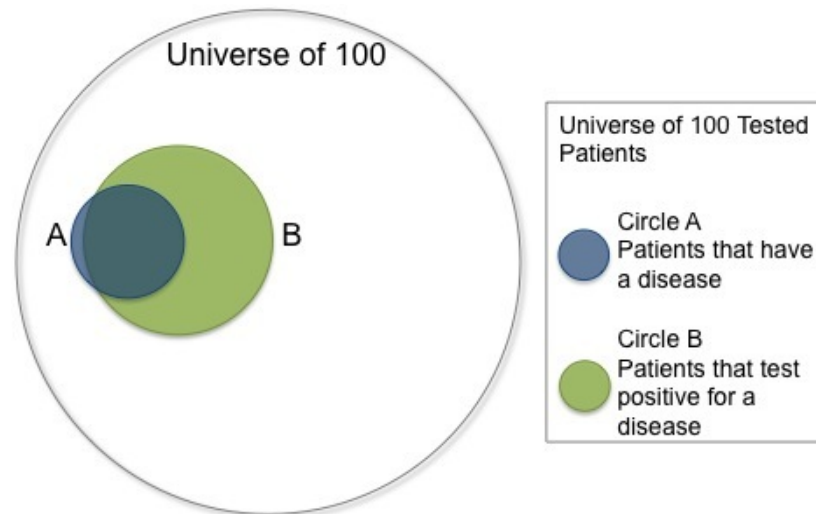 Universe of 100
A
B
Universe of 100 Tested
Patients
Circle A
Patients that have
a disease
Circle B
Patients that test
positive for a
disease